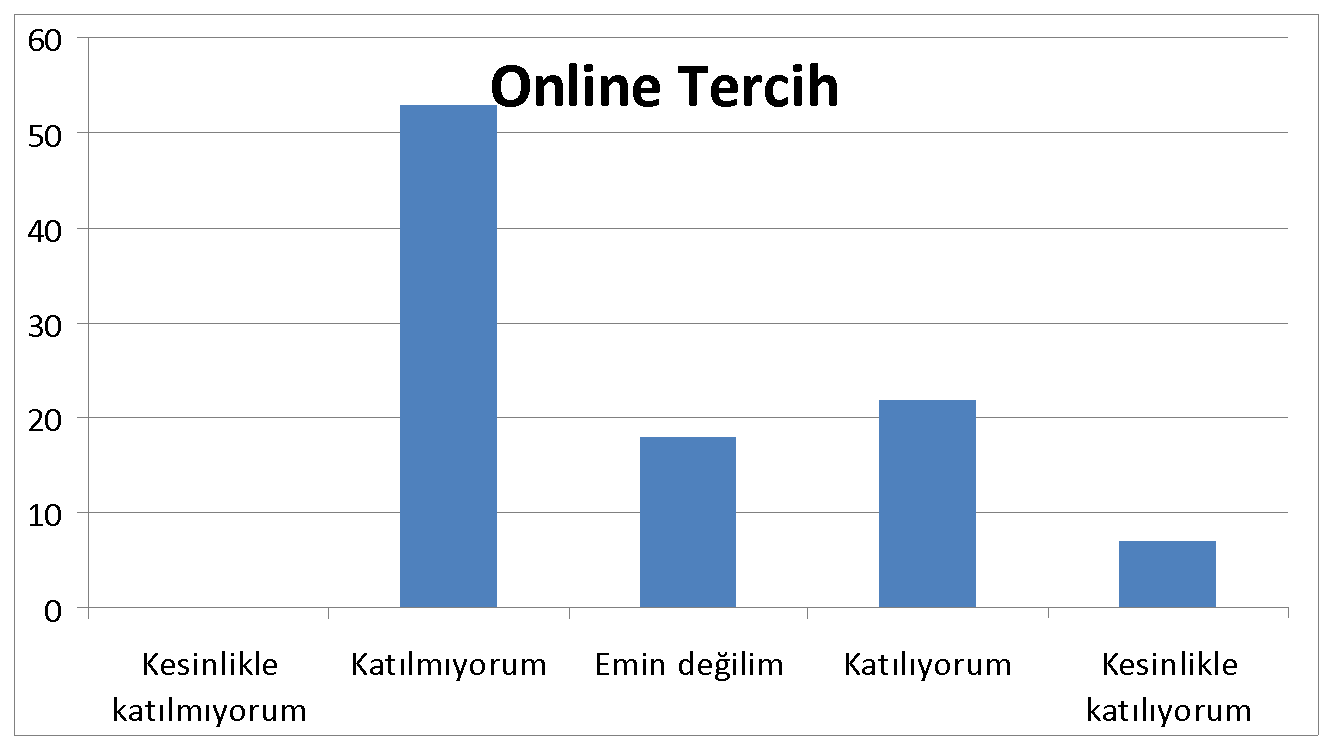 Online Tercih
60
50
40
30
20
10
0
Kesinlikle katılmıyorum
Katılmıyorum
Emin değilim
Katılıyorum
Kesinlikle katılıyorum